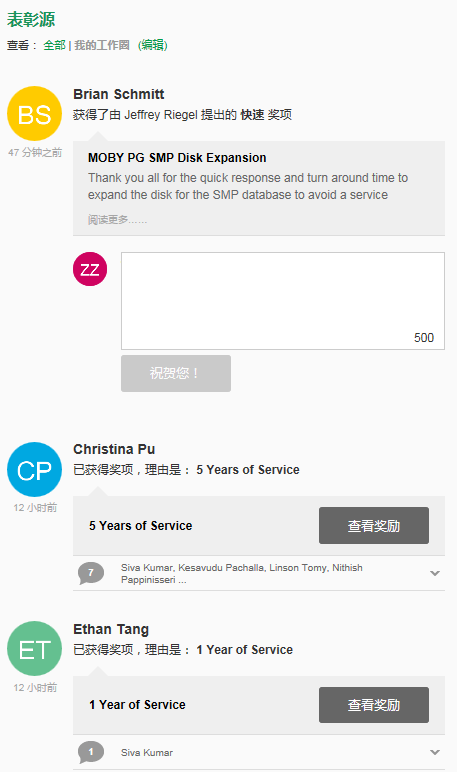 表彰源
查看： 全部 | 我的工作圈 (编辑)
BS
47 分钟之前
Brian Schmitt
获得了由 Jeffrey Riegel 提出的 快速 奖项
MOBY PG SMP Disk Expansion
Thank you all for the quick response and turn around time to
expand the disk for the SMP database to avoid a service
阅读更多......
ZZ
500
祝贺您！
CP
12 小时前
Christina Pu
已获得奖项，理由是： 5 Years of Service
5 Years of Service
查看奖励
7
Siva Kumar, Kesavudu Pachalla, Linson Tomy, Nithish
Pappinisseri ...
ET
12 小时前
Ethan Tang
已获得奖项，理由是： 1 Year of Service
1 Year of Service
查看奖励
1
Siva Kumar